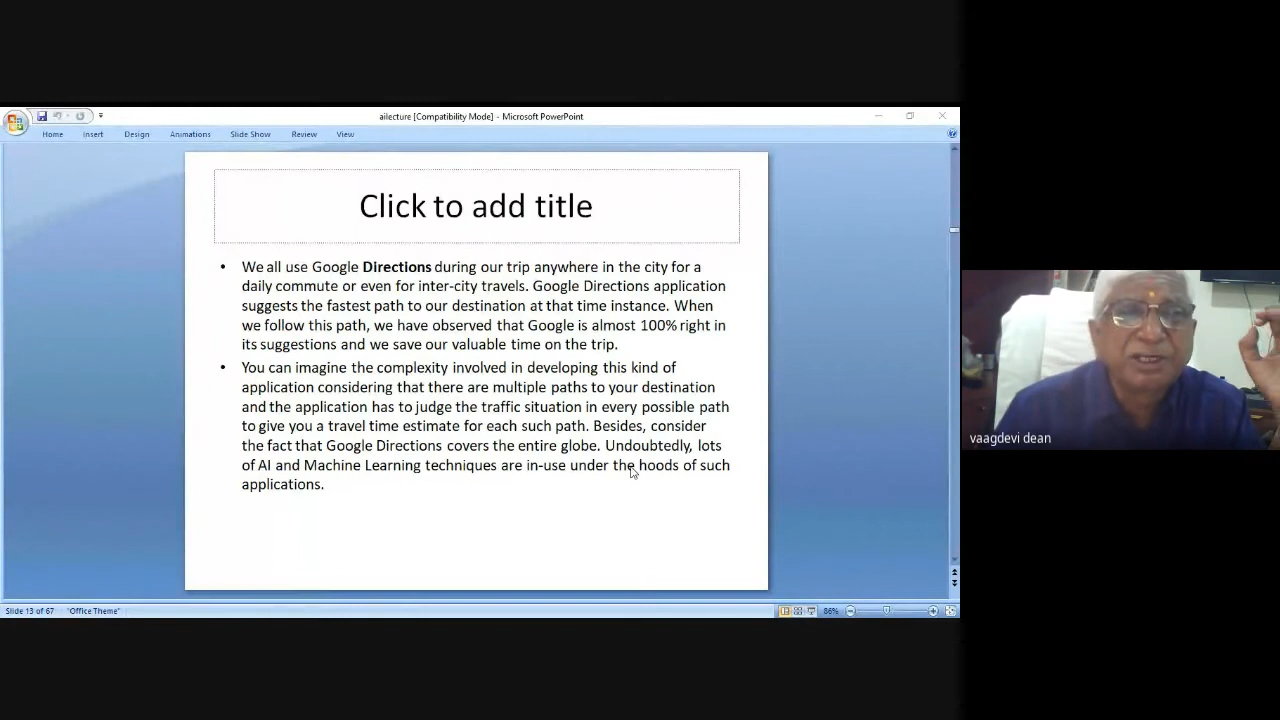 ailecture [Compatibility Mode] - Microsoft PowerPoint
Home Insert Design Animations Slide Show Review View
Click to add title
• We all use Google Directions during our trip anywhere in the city for a
daily commute or even for inter-city travels. Google Directions application
suggests the fastest path to our destination at that time instance. When
we follow this path, we have observed that Google is almost 100% right in
its suggestions and we save our valuable time on the trip.
• You can imagine the complexity involved in developing this kind of
application considering that there are multiple paths to your destination
and the application has to judge the traffic situation in every possible path
to give you a travel time estimate for each such path. Besides, consider
the fact that Google Directions covers the entire globe. Undoubtedly, lots
of AI and Machine Learning techniques are in-use under the hoods of such
applications.
vaagdevi dean
Slide 13 of 67 "Office Theme" 86%